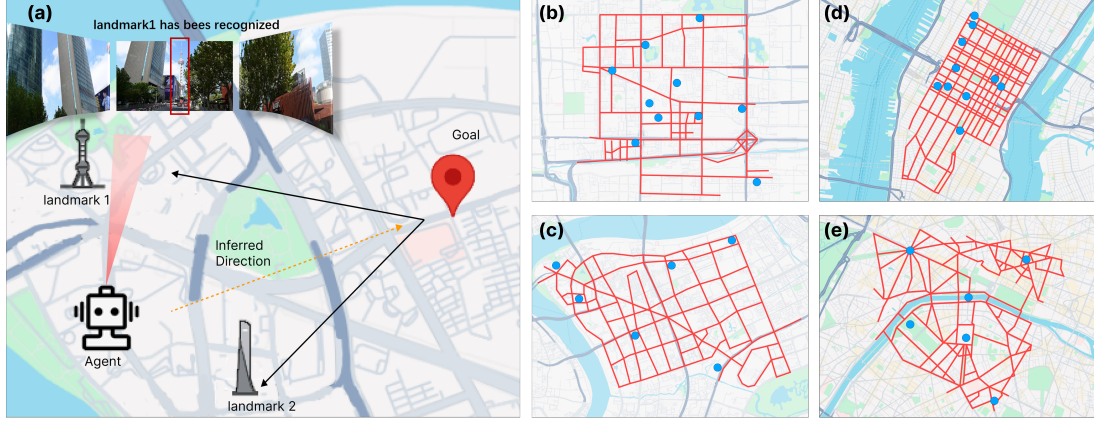 (a)
landmark1 has bees recognized
Goal
landmark 1
Inferred
Direction
Agent
landmark 2
(b)
(d)
(c)
(e)